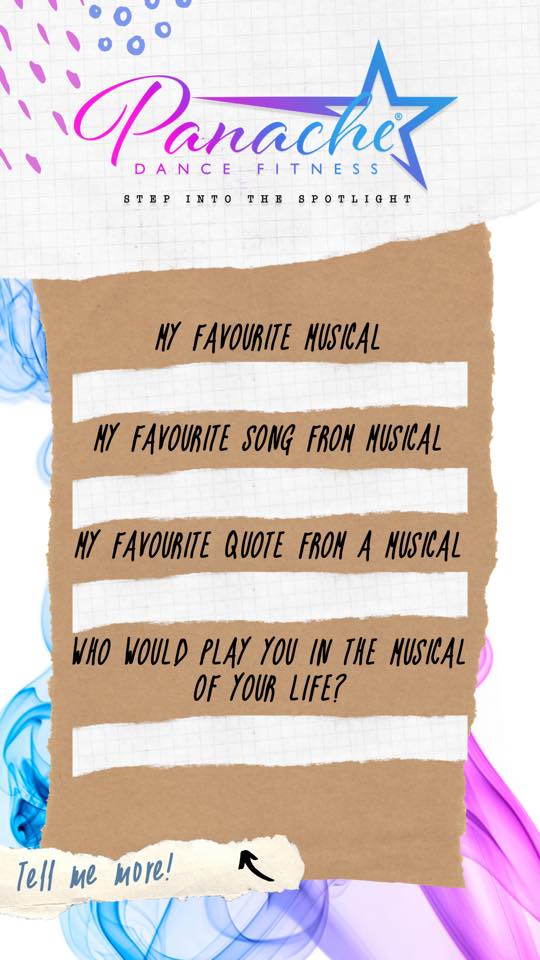 Panache®
DANCE FITNESS
STEP INTO THE SPOTLIGHT
MY FAVOURITE MUSICAL
MY FAVOURITE SONG FROM MUSICAL
MY FAVOURITE QUOTE FROM A MUSICAL
WHO WOULD PLAY YOU IN THE MUSICAL
OF YOUR LIFE?
Tell me more!